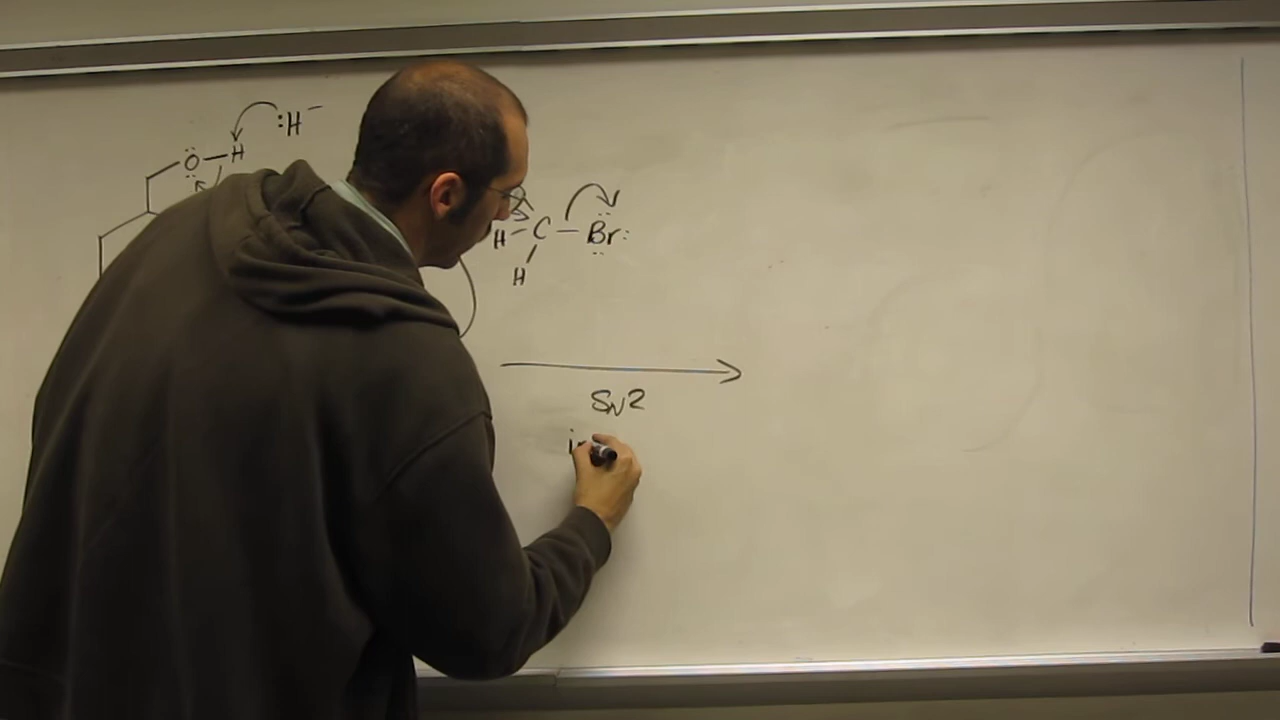 :H⁻
Ö–H
H–C–Br:
H
SN2
i